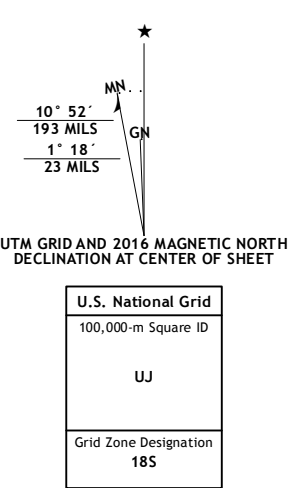 ★
MN
GN
10° 52´
193 MILS
1° 18´
23 MILS
UTM GRID AND 2016 MAGNETIC NORTH
DECLINATION AT CENTER OF SHEET
U.S. National Grid
100,000-m Square ID
UJ
Grid Zone Designation
18S